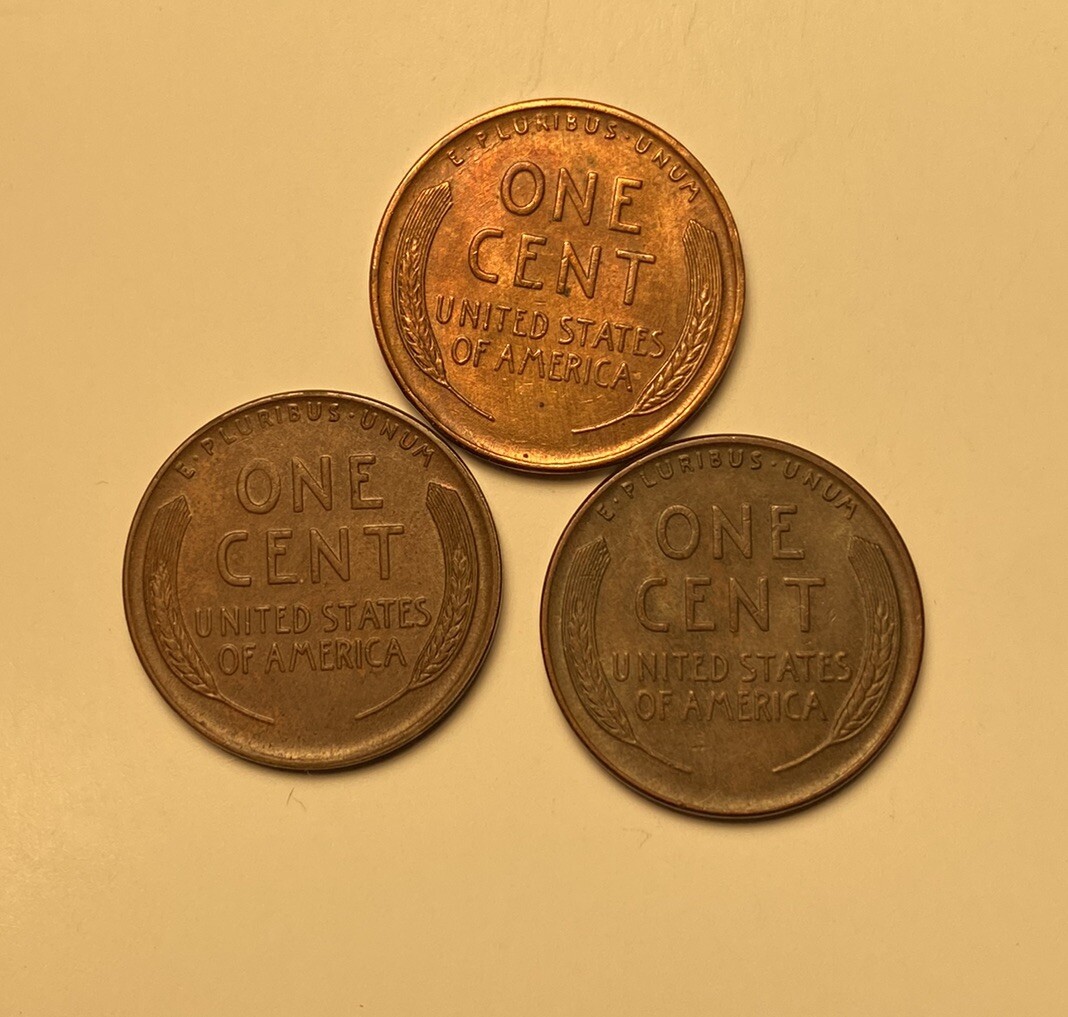 E·PLURIBUS·UNUM
ONE
CENT
UNITED STATES
OF AMERICA
E·PLURIBUS·UNUM
ONE
CENT
UNITED STATES
OF AMERICA
E·PLURIBUS·UNUM
ONE
CENT
UNITED STATES
OF AMERICA